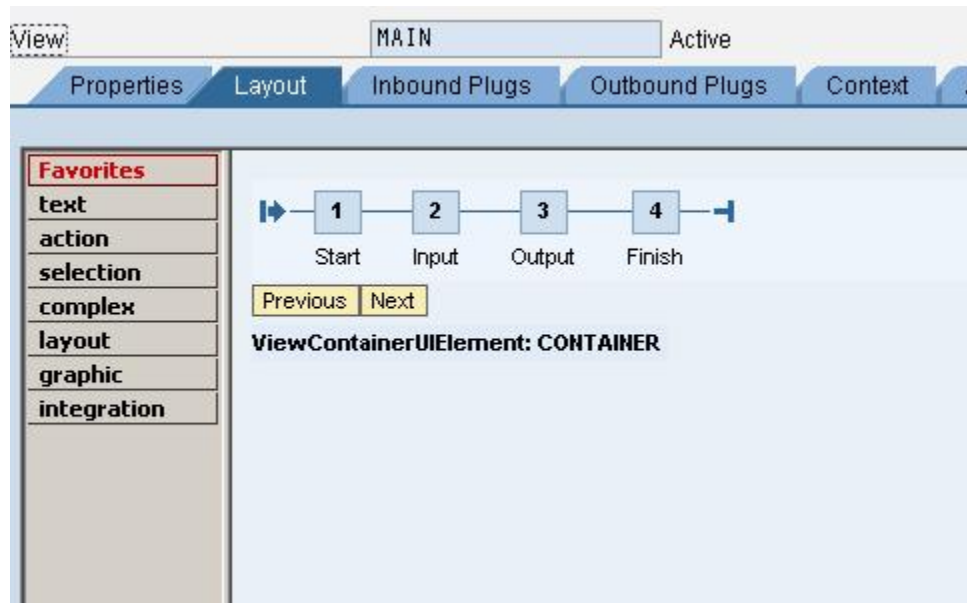 View MAIN Active
Properties Layout Inbound Plugs Outbound Plugs Context
Favorites
text
action
selection
complex
layout
graphic
integration
1 2 3 4
Start Input Output Finish
Previous Next
ViewContainerUIElement: CONTAINER